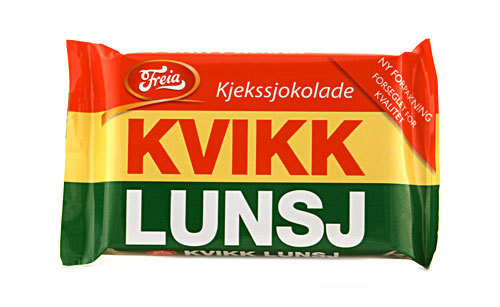 Freia
Kjekssjokolade
NY FORPAKNING
FORSEGLET FOR
KVALITET
KVIKK
LUNSJ
KVIKK LUNSJ